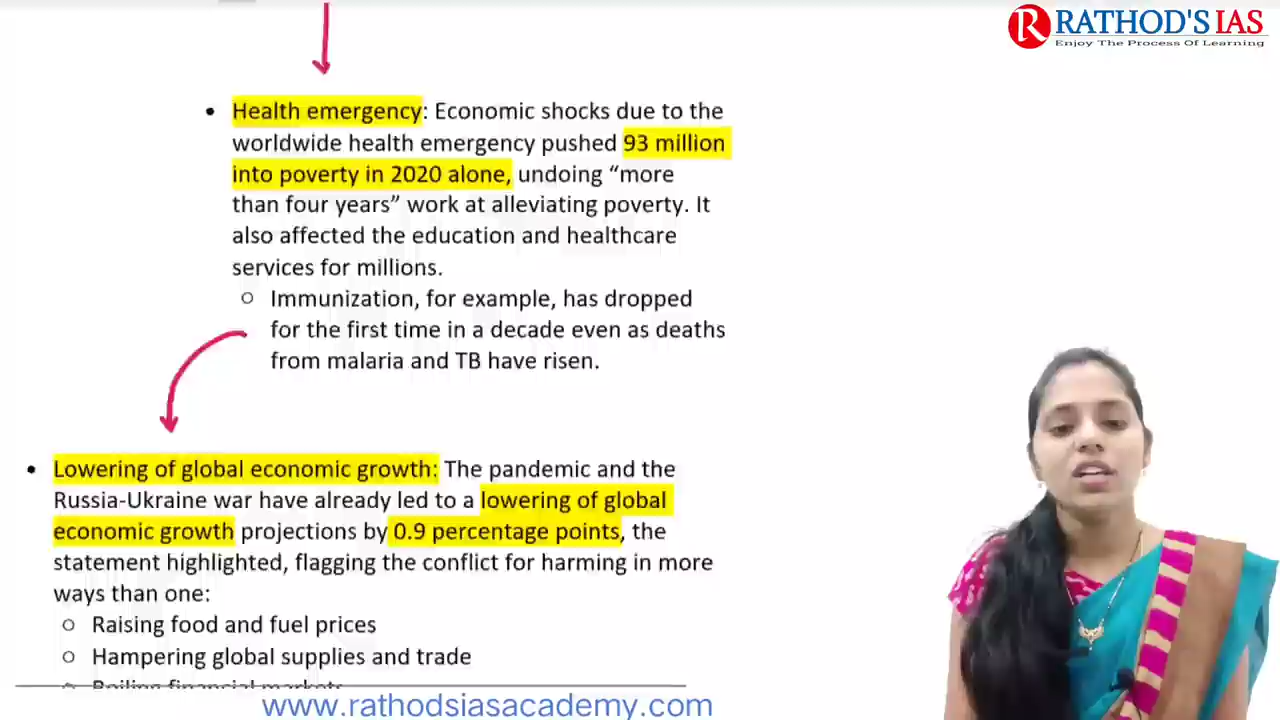 RATHOD'S IAS
Enjoy The Process Of Learning
• Health emergency: Economic shocks due to the
worldwide health emergency pushed 93 million
into poverty in 2020 alone, undoing “more
than four years” work at alleviating poverty. It
also affected the education and healthcare
services for millions.
○ Immunization, for example, has dropped
for the first time in a decade even as deaths
from malaria and TB have risen.
• Lowering of global economic growth: The pandemic and the
Russia-Ukraine war have already led to a lowering of global
economic growth projections by 0.9 percentage points, the
statement highlighted, flagging the conflict for harming in more
ways than one:
○ Raising food and fuel prices
○ Hampering global supplies and trade
○ Roiling financial markets
www.rathodsiasacademy.com